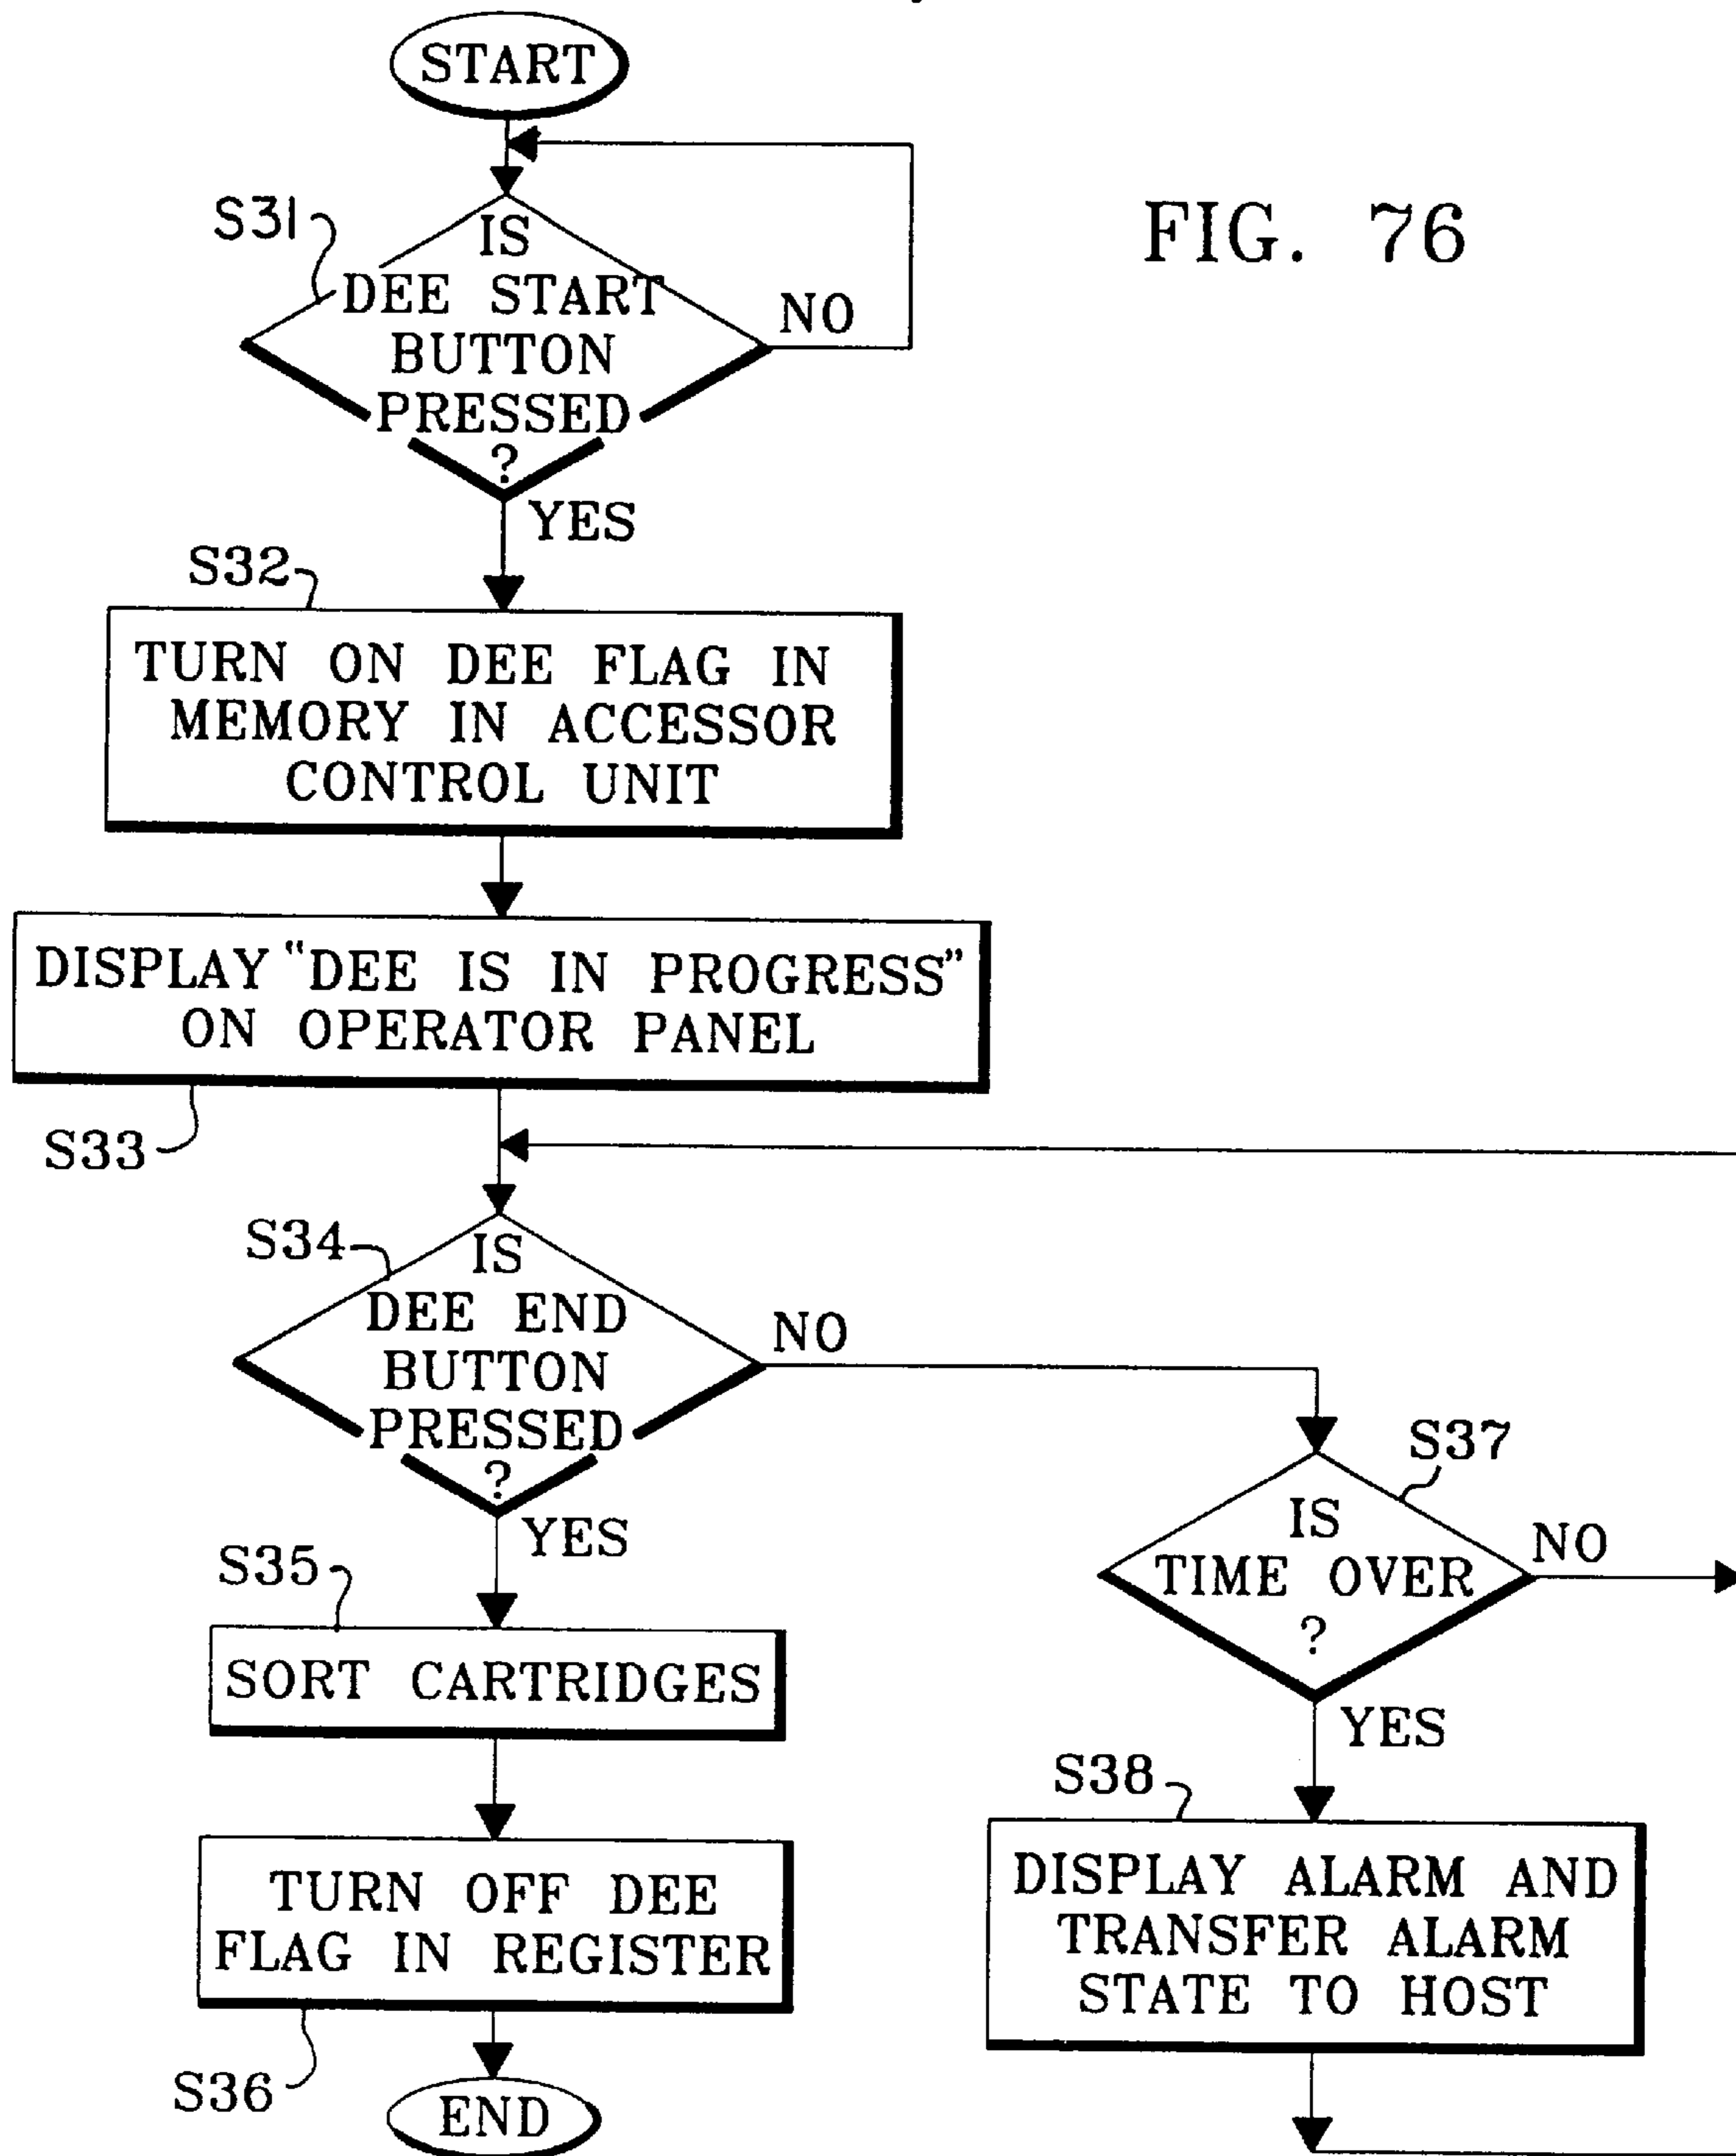 START
FIG. 76
S31
IS
DEE START
BUTTON
PRESSED
?
NO
YES
S32
TURN ON DEE FLAG IN
MEMORY IN ACCESSOR
CONTROL UNIT
DISPLAY "DEE IS IN PROGRESS"
ON OPERATOR PANEL
S33
S34
IS
DEE END
BUTTON
PRESSED
?
NO
YES
S37
IS
TIME OVER
?
NO
YES
S35
SORT CARTRIDGES
S38
DISPLAY ALARM AND
TRANSFER ALARM
STATE TO HOST
TURN OFF DEE
FLAG IN REGISTER
S36
END